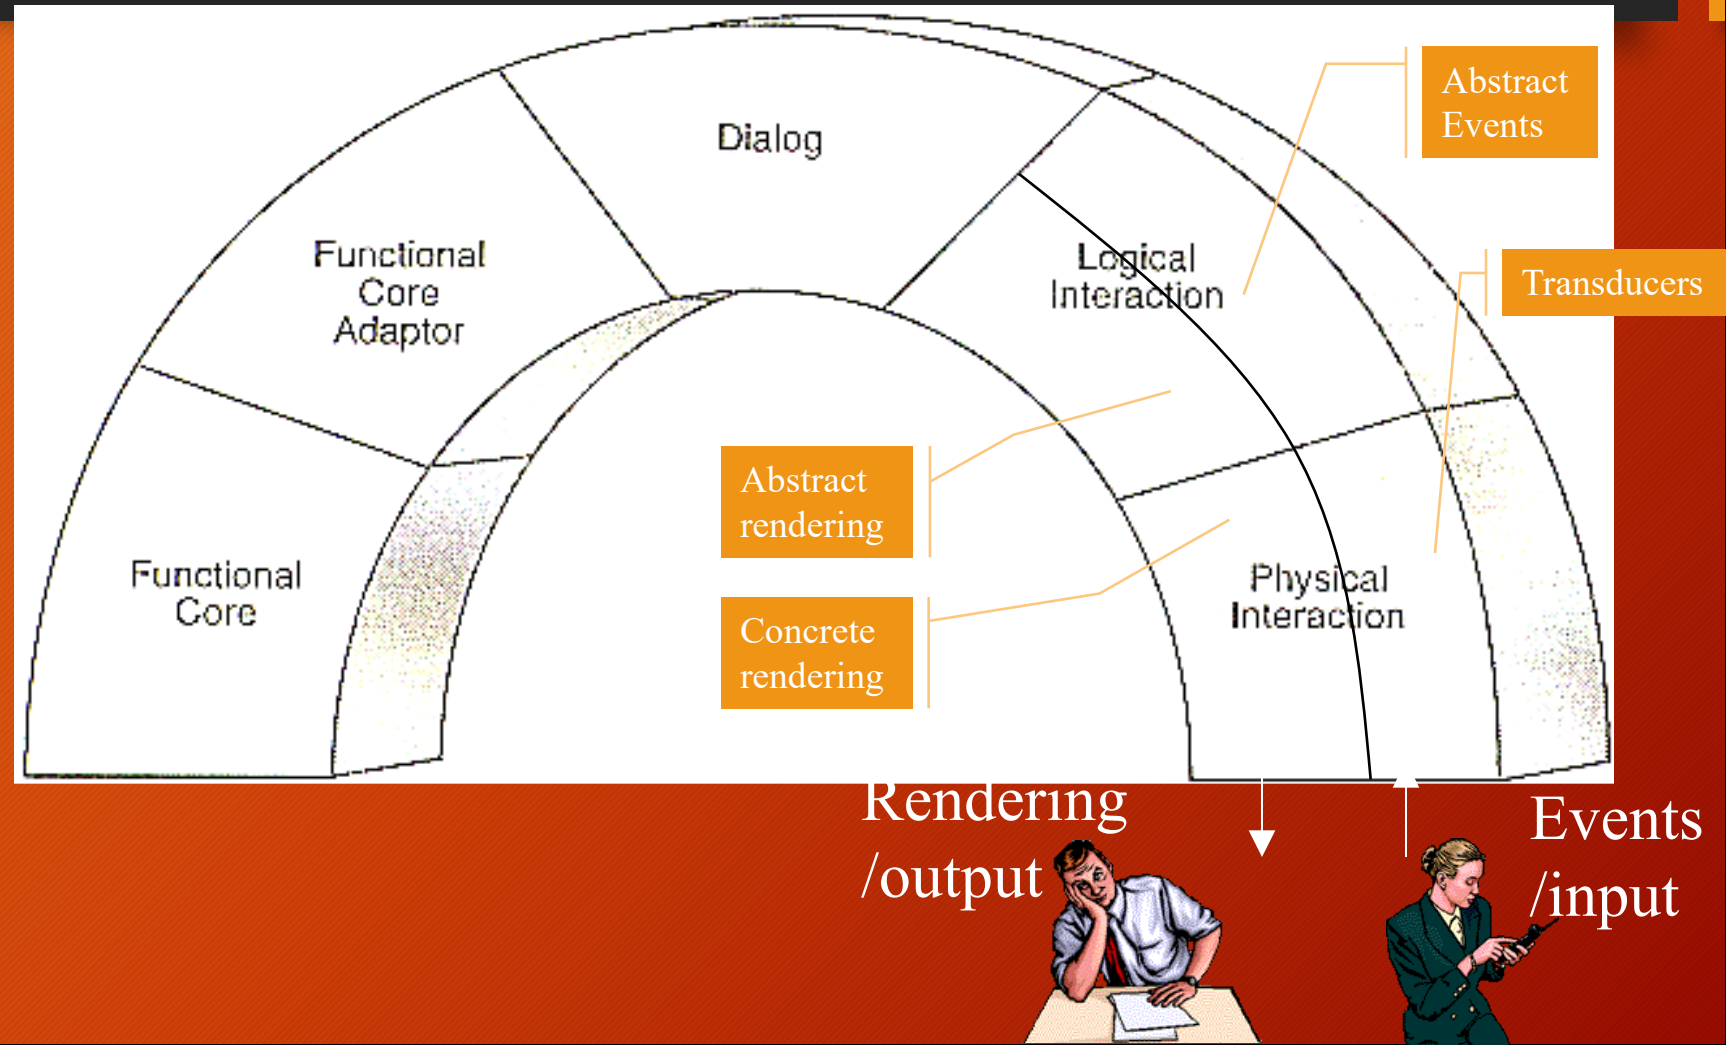 Dialog
Abstract
Events
Functional
Core
Adaptor
Logical
Interaction
Transducers
Abstract
rendering
Functional
Core
Concrete
rendering
Physical
Interaction
Rendering
/output
Events
/input